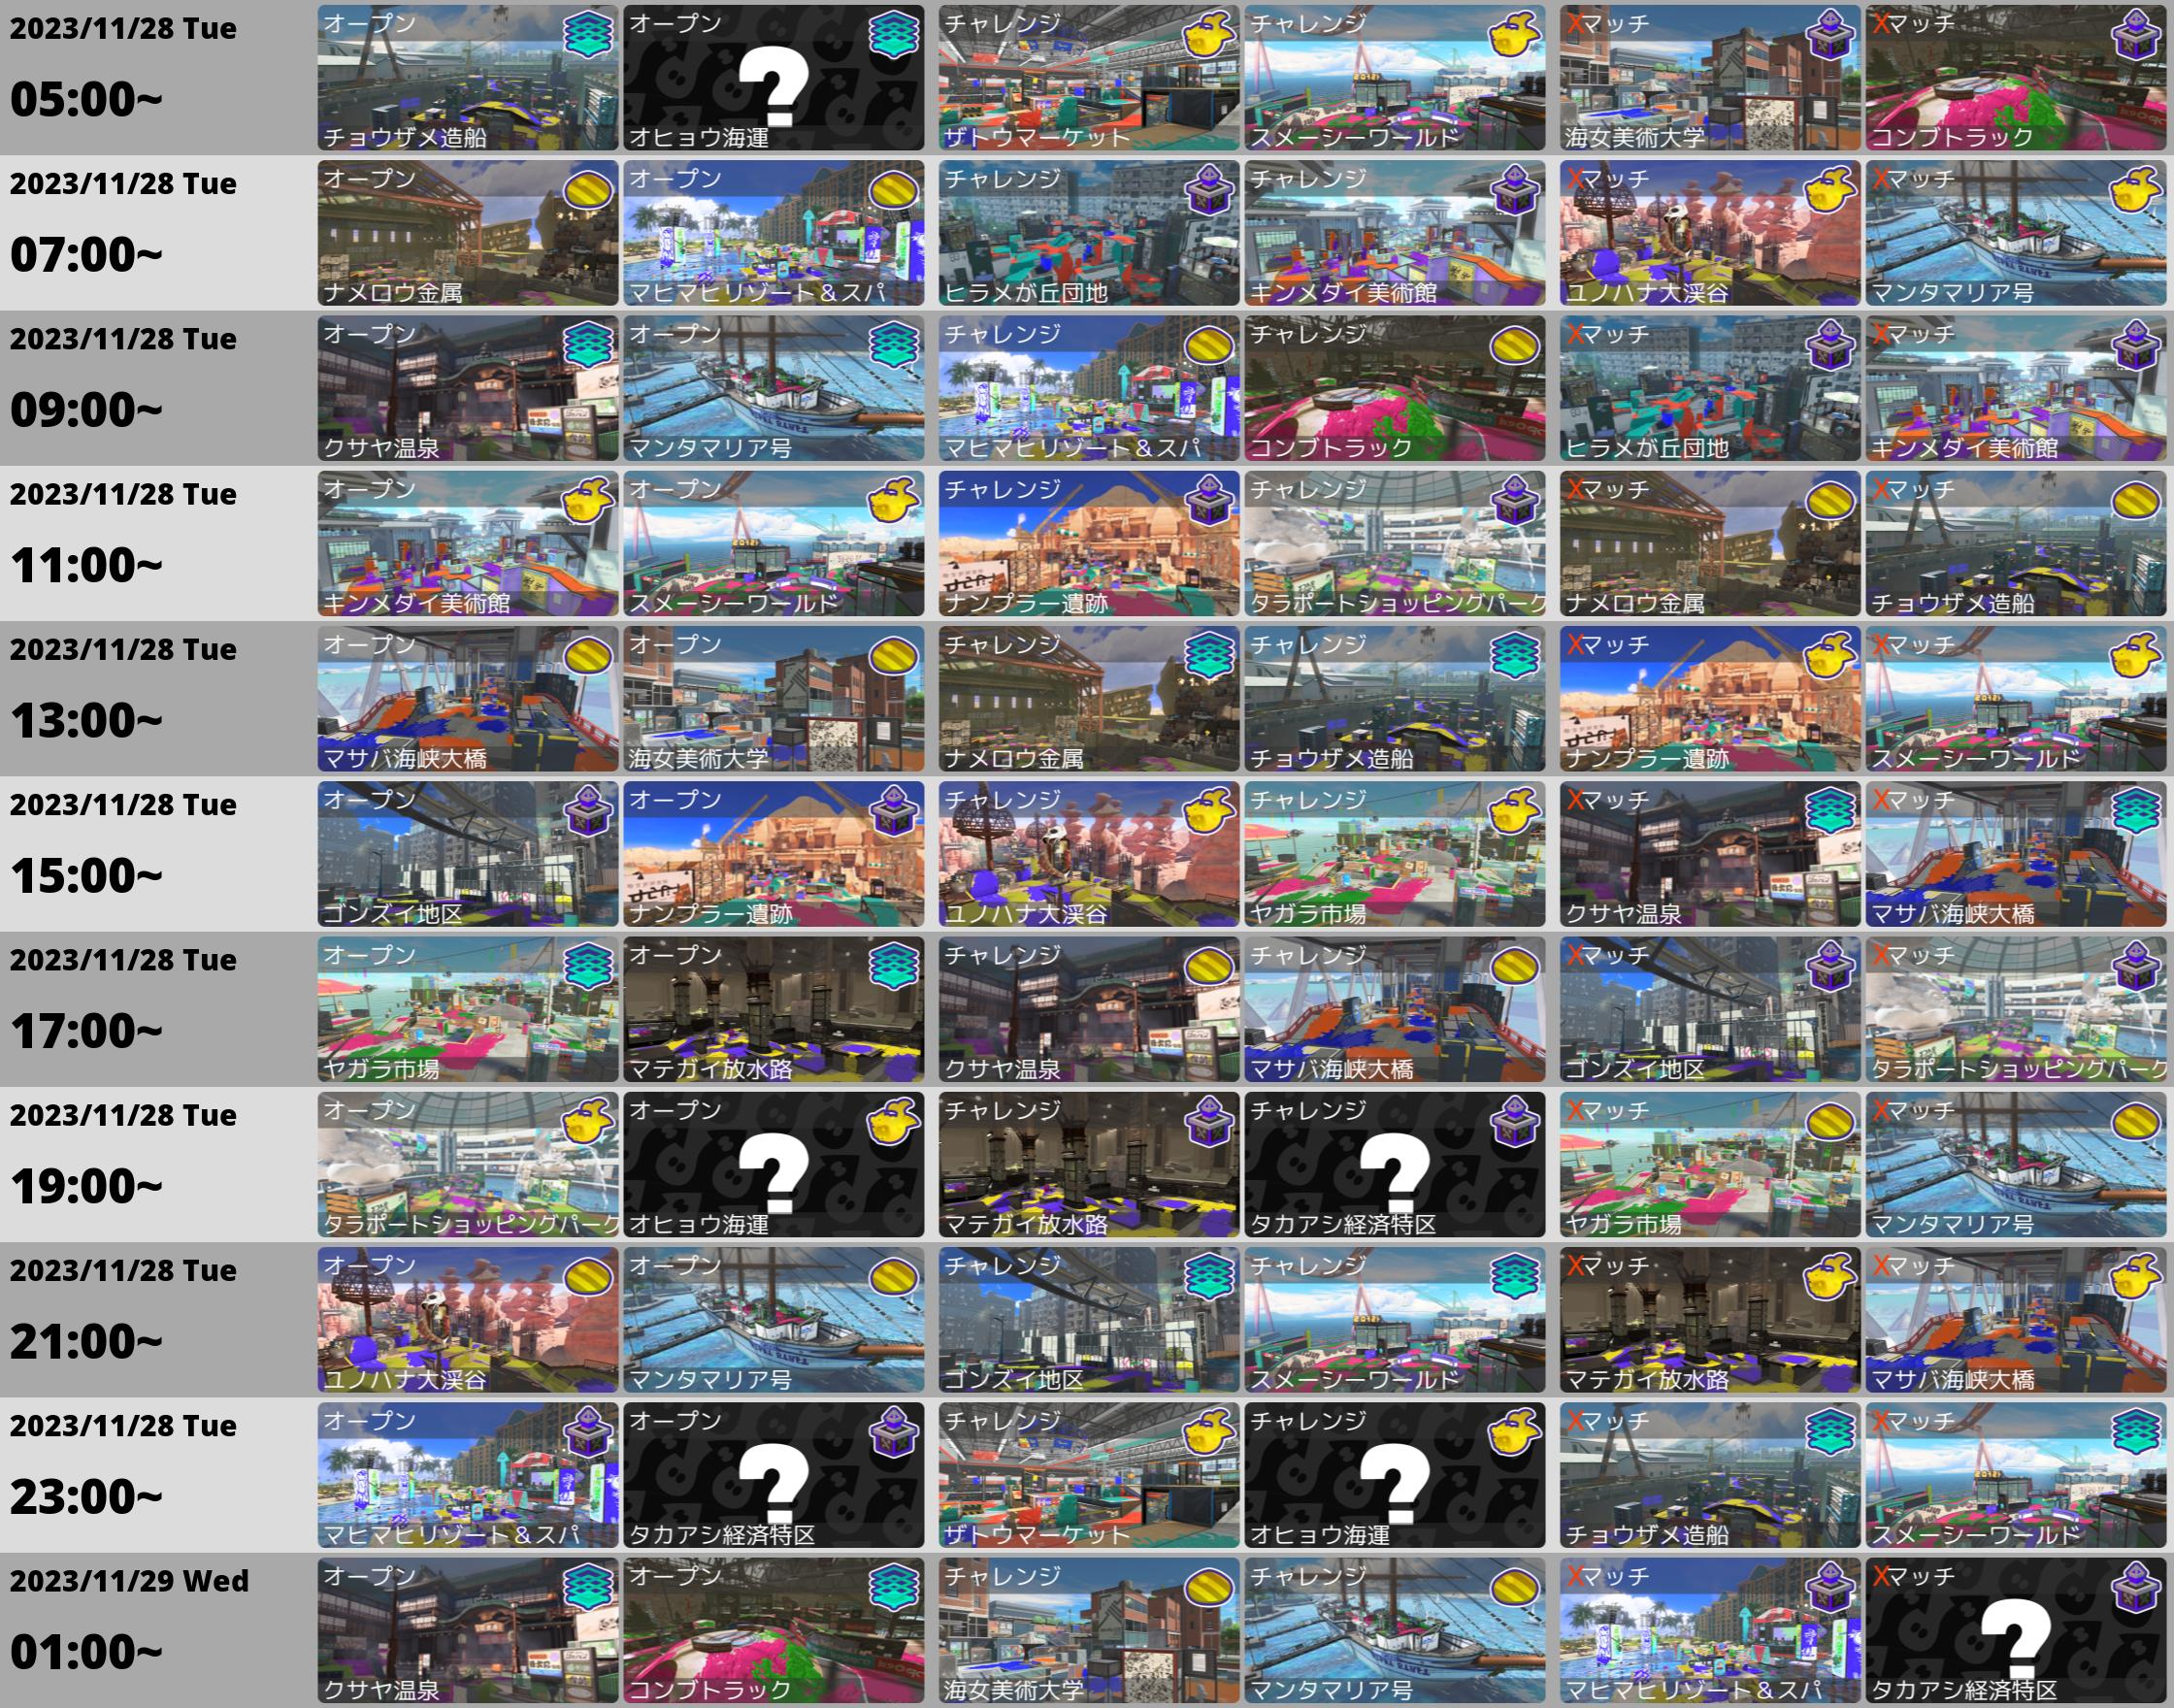 2023/11/28 Tue
05:00~
オープン
チョウザメ造船
オープン
オヒョウ海運
チャレンジ
ザトウマーケット
チャレンジ
スメーシーワールド
Xマッチ
海女美術大学
Xマッチ
コンブトラック
2023/11/28 Tue
07:00~
オープン
ナメロウ金属
オープン
マヒマヒリゾート＆スパ
チャレンジ
ヒラメが丘団地
チャレンジ
キンメダイ美術館
Xマッチ
ユノハナ大渓谷
Xマッチ
マンタマリア号
2023/11/28 Tue
09:00~
オープン
クサヤ温泉
オープン
マンタマリア号
チャレンジ
マヒマヒリゾート＆スパ
チャレンジ
コンブトラック
Xマッチ
ヒラメが丘団地
Xマッチ
キンメダイ美術館
2023/11/28 Tue
11:00~
オープン
キンメダイ美術館
オープン
スメーシーワールド
チャレンジ
ナンプラー遺跡
チャレンジ
タラポートショッピングパーク
Xマッチ
ナメロウ金属
Xマッチ
チョウザメ造船
2023/11/28 Tue
13:00~
オープン
マサバ海峡大橋
オープン
海女美術大学
チャレンジ
ナメロウ金属
チャレンジ
チョウザメ造船
Xマッチ
ナンプラー遺跡
Xマッチ
スメーシーワールド
2023/11/28 Tue
15:00~
オープン
ゴンズイ地区
オープン
ナンプラー遺跡
チャレンジ
ユノハナ大渓谷
チャレンジ
ヤガラ市場
Xマッチ
クサヤ温泉
Xマッチ
マサバ海峡大橋
2023/11/28 Tue
17:00~
オープン
ヤガラ市場
オープン
マテガイ放水路
チャレンジ
クサヤ温泉
チャレンジ
マサバ海峡大橋
Xマッチ
ゴンズイ地区
Xマッチ
タラポートショッピングパーク
2023/11/28 Tue
19:00~
オープン
タラポートショッピングパーク
オープン
オヒョウ海運
チャレンジ
マテガイ放水路
チャレンジ
タカアシ経済特区
Xマッチ
ヤガラ市場
Xマッチ
マンタマリア号
2023/11/28 Tue
21:00~
オープン
ユノハナ大渓谷
オープン
マンタマリア号
チャレンジ
ゴンズイ地区
チャレンジ
スメーシーワールド
Xマッチ
マテガイ放水路
Xマッチ
マサバ海峡大橋
2023/11/28 Tue
23:00~
オープン
マヒマヒリゾート＆スパ
オープン
タカアシ経済特区
チャレンジ
ザトウマーケット
チャレンジ
オヒョウ海運
Xマッチ
チョウザメ造船
Xマッチ
スメーシーワールド
2023/11/29 Wed
01:00~
オープン
クサヤ温泉
オープン
コンブトラック
チャレンジ
海女美術大学
チャレンジ
マンタマリア号
Xマッチ
マヒマヒリゾート＆スパ
Xマッチ
タカアシ経済特区